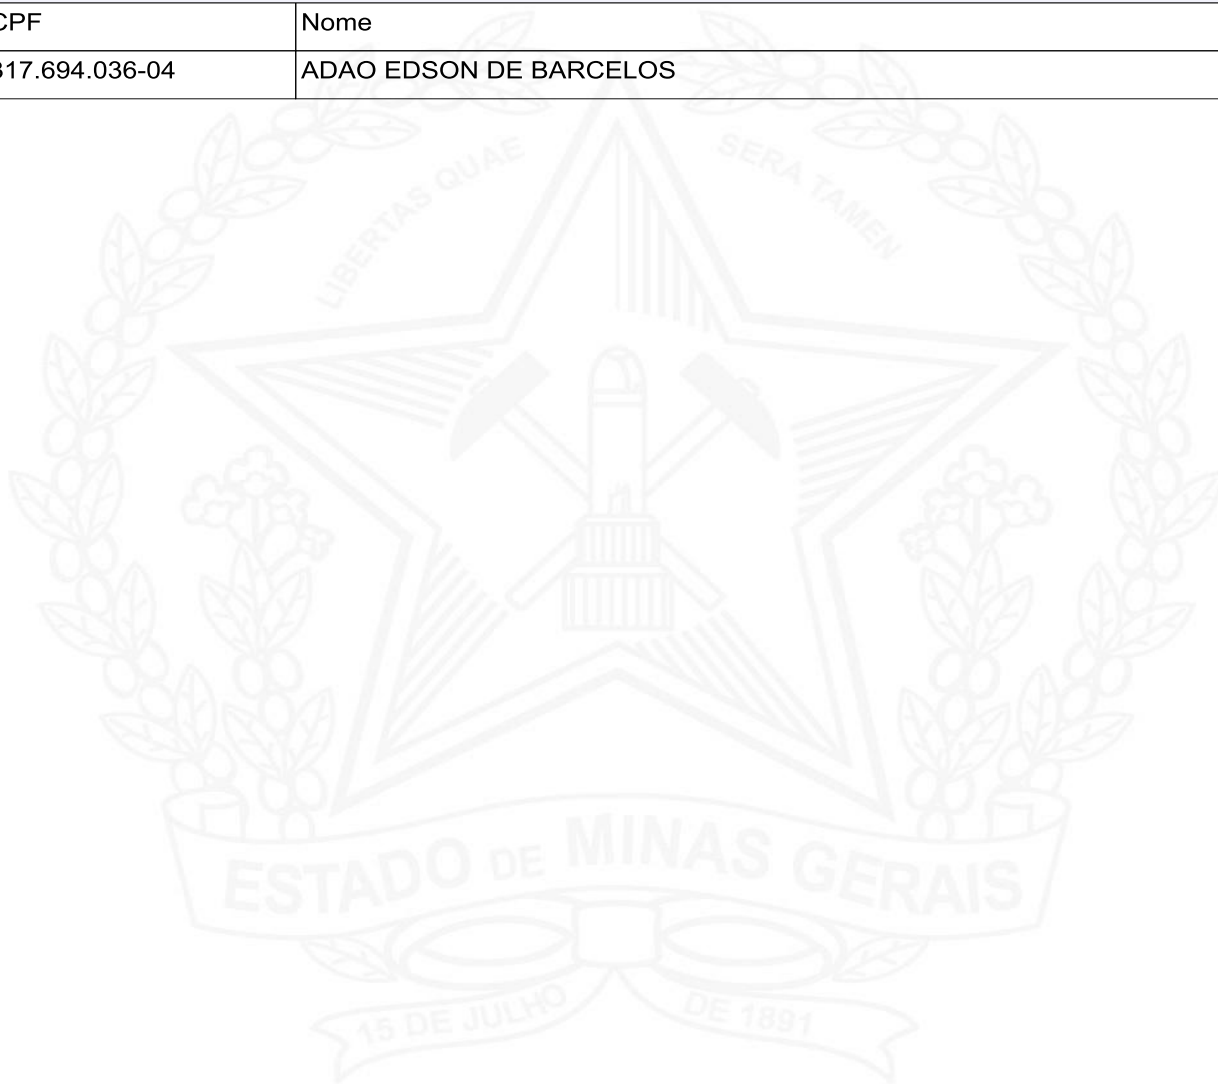 CPF Nome
317.694.036-04 ADAO EDSON DE BARCELOS
LIBERTAS QUAE SERA TAMEN
ESTADO DE MINAS GERAIS
15 DE JULHO DE 1891